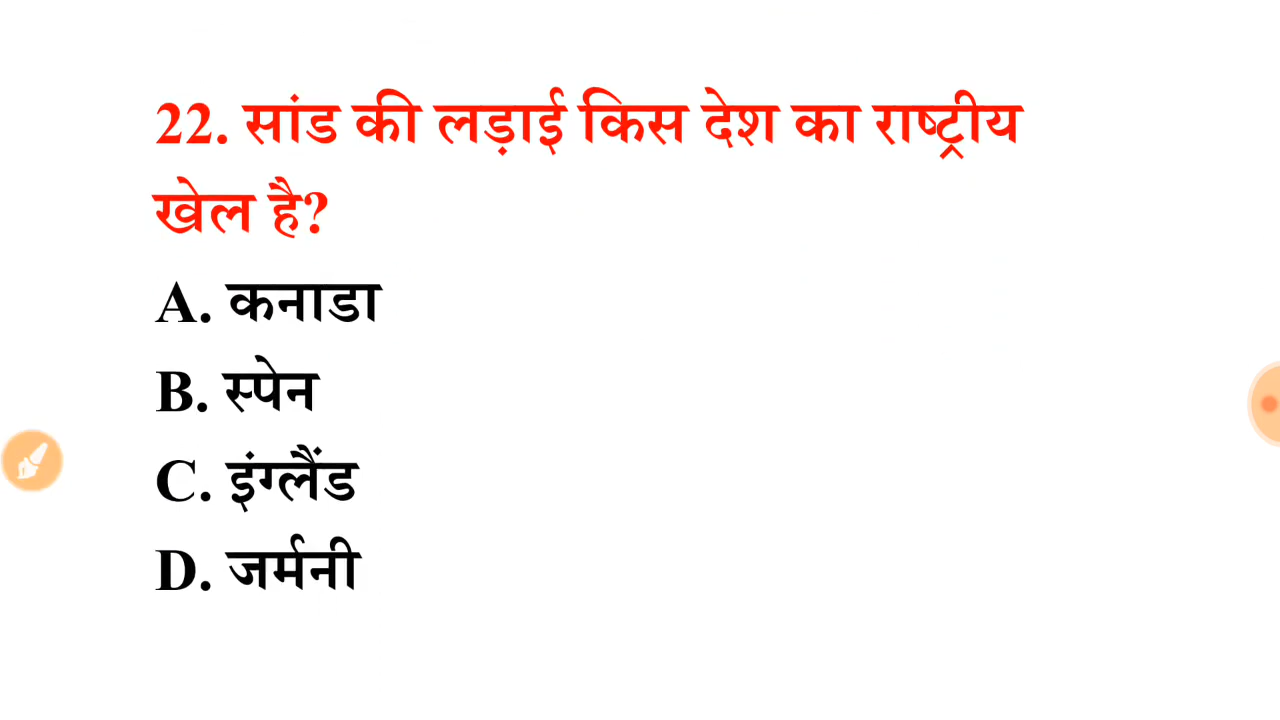 22. सांड की लड़ाई किस देश का राष्ट्रीय
खेल है?
A. कनाडा
B. स्पेन
C. इंग्लैंड
D. जर्मनी